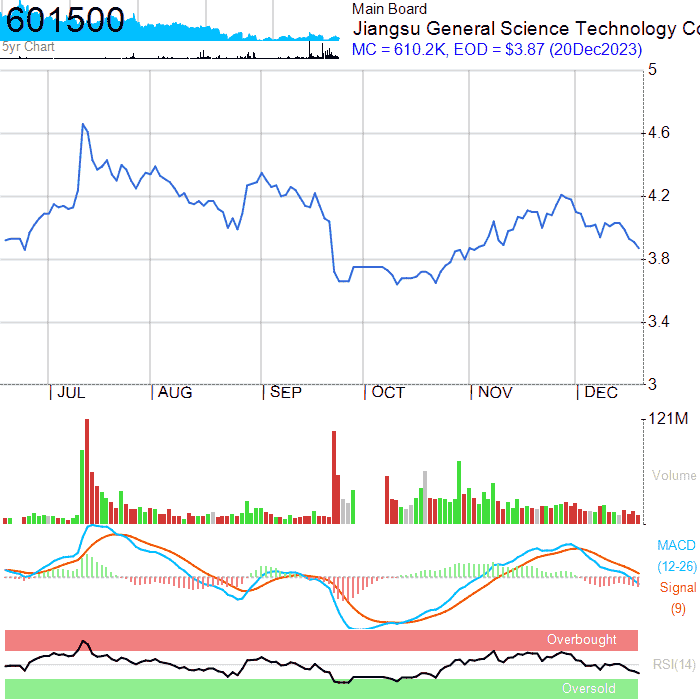 601500
5yr Chart
Main Board
Jiangsu General Science Technology Co
MC = 610.2K, EOD = $3.87 (20Dec2023)
5
4.6
4.2
3.8
3.4
3
JUL AUG SEP OCT NOV DEC
121M
Volume
MACD
(12-26)
Signal
(9)
Overbought
RSI(14)
Oversold